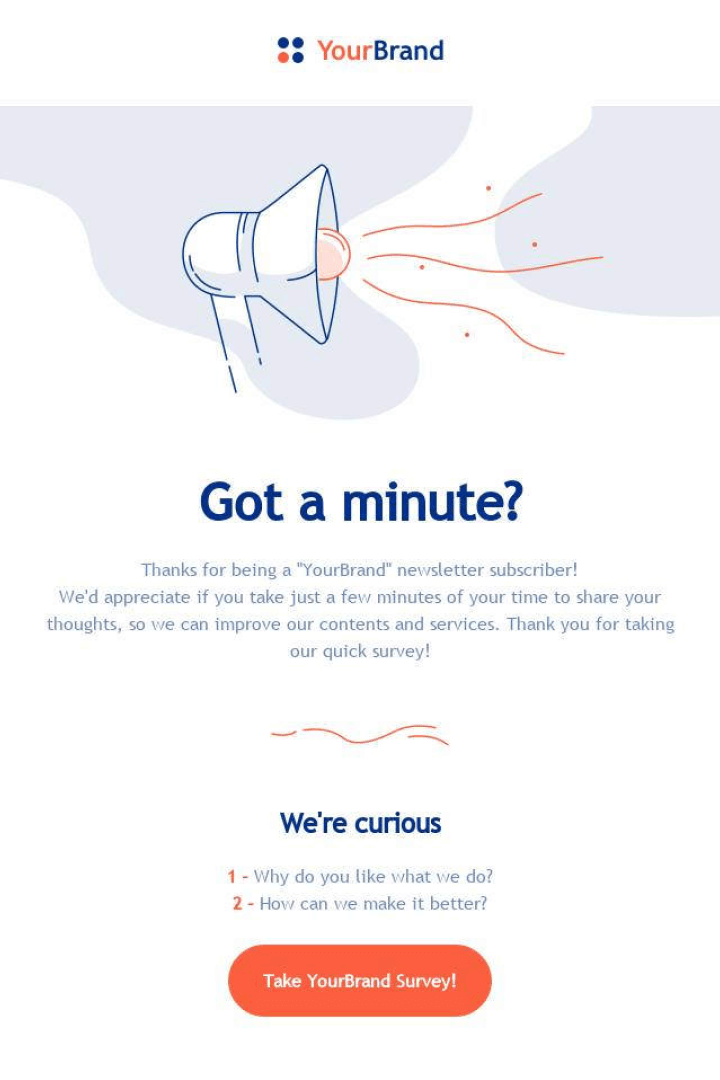 YourBrand
Got a minute?
Thanks for being a "YourBrand" newsletter subscriber!
We'd appreciate if you take just a few minutes of your time to share your
thoughts, so we can improve our contents and services. Thank you for taking
our quick survey!
We're curious
1 - Why do you like what we do?
2 - How can we make it better?
Take YourBrand Survey!